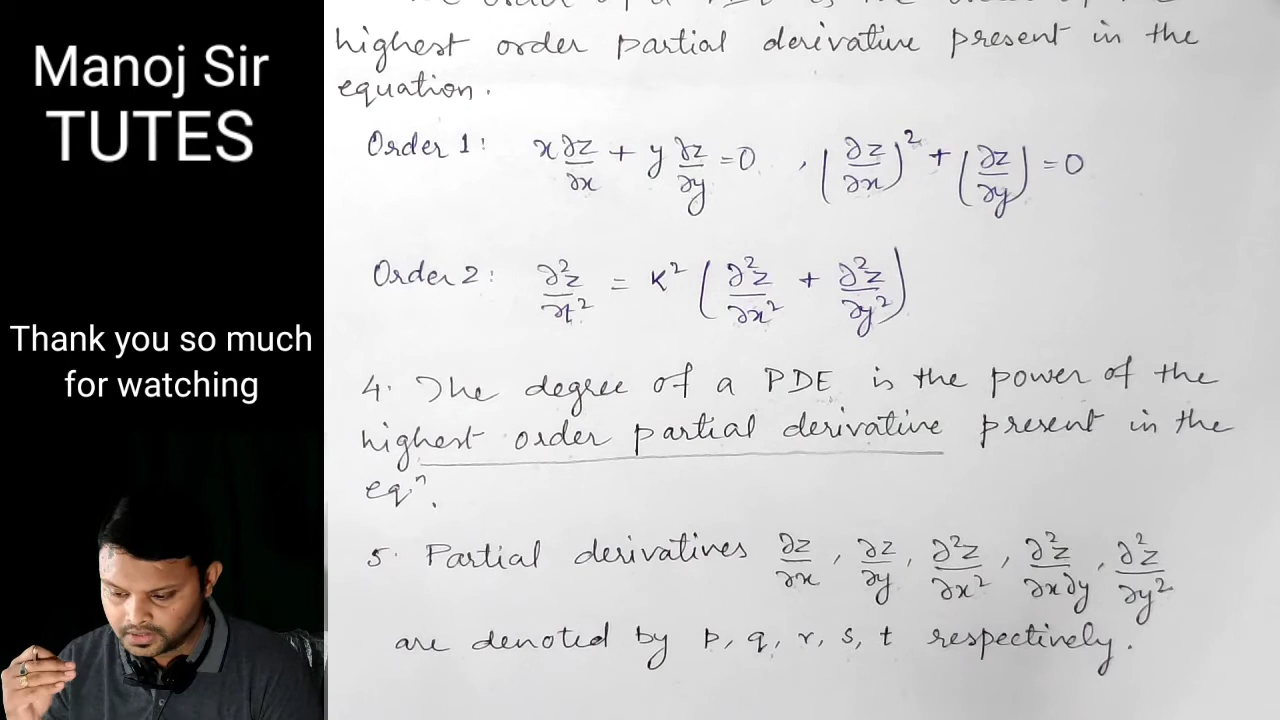 Manoj Sir
TUTES
Thank you so much
for watching
highest order partial derivative present in the
equation.
Order 1: x ∂z/∂x + y ∂z/∂y = 0 , (∂z/∂x)² + (∂z/∂y) = 0
Order 2: ∂²z/∂t² = K² (∂²z/∂x² + ∂²z/∂y²)
4. The degree of a PDE is the power of the
highest order partial derivative present in the
eqⁿ.
5. Partial derivatives ∂z/∂x, ∂z/∂y, ∂²z/∂x², ∂²z/∂x∂y, ∂²z/∂y²
are denoted by p, q, r, s, t respectively.